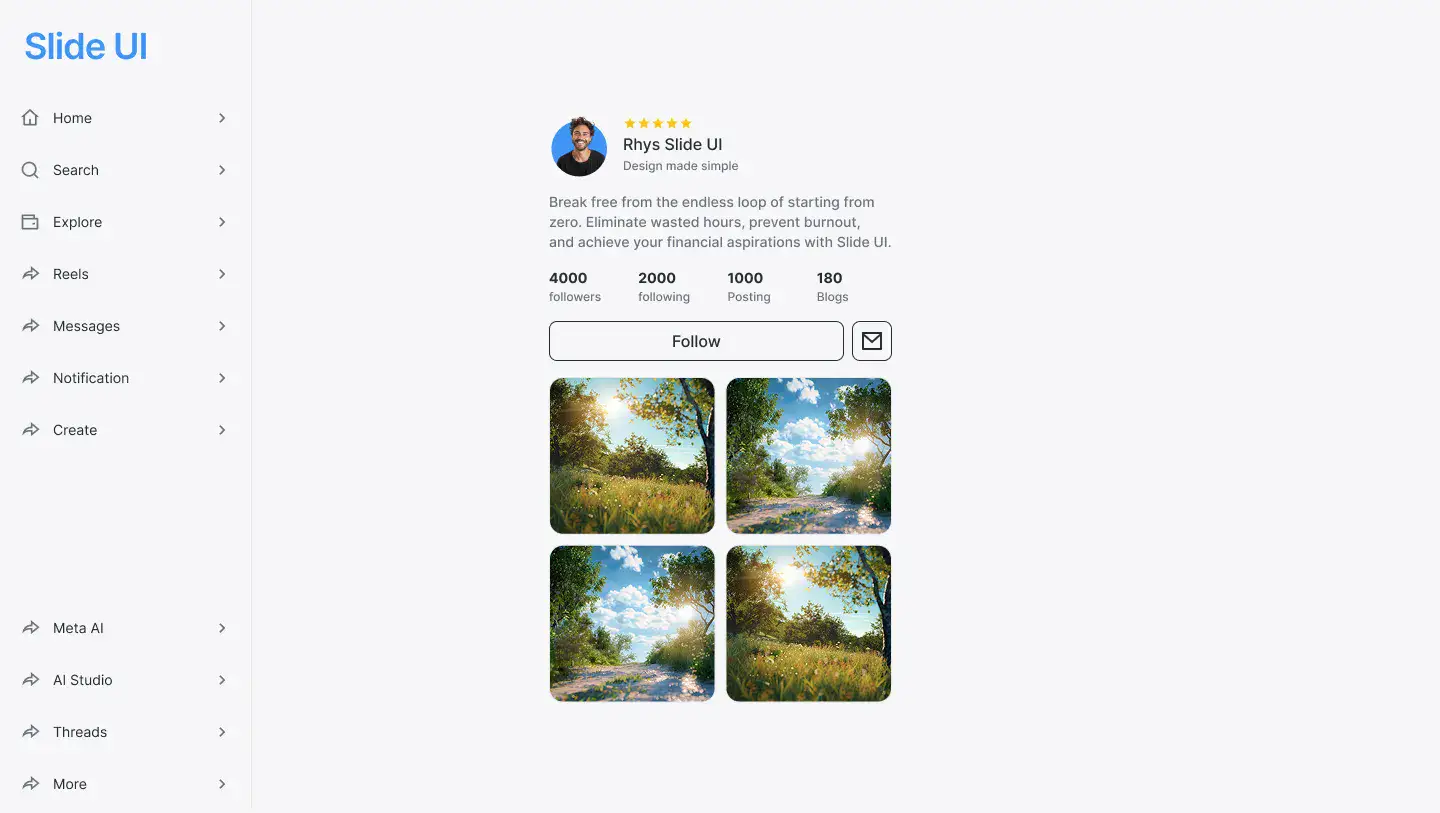 Slide UI
Home
Search
Explore
Reels
Messages
Notification
Create
Meta AI
AI Studio
Threads
More
Rhys Slide UI
Design made simple
Break free from the endless loop of starting from
zero. Eliminate wasted hours, prevent burnout,
and achieve your financial aspirations with Slide UI.
4000 2000 1000 180
followers following Posting Blogs
Follow